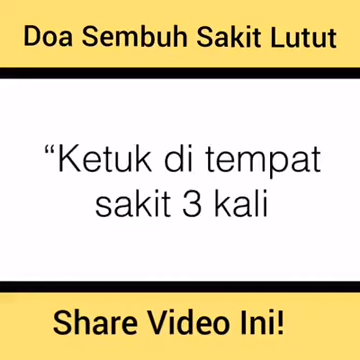 Doa Sembuh Sakit Lutut
“Ketuk di tempat
sakit 3 kali
Share Video Ini!